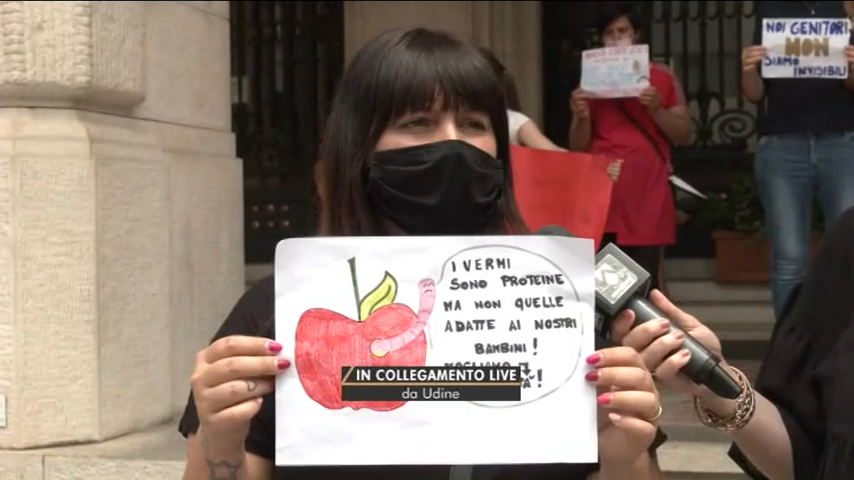 NOI GENITORI
NON
SIAMO
INVISIBILI
I VERMI
SONO PROTEINE
MA NON QUELLE
ADATTE AI NOSTRI
BAMBINI!
IN COLLEGAMENTO LIVE
da Udine